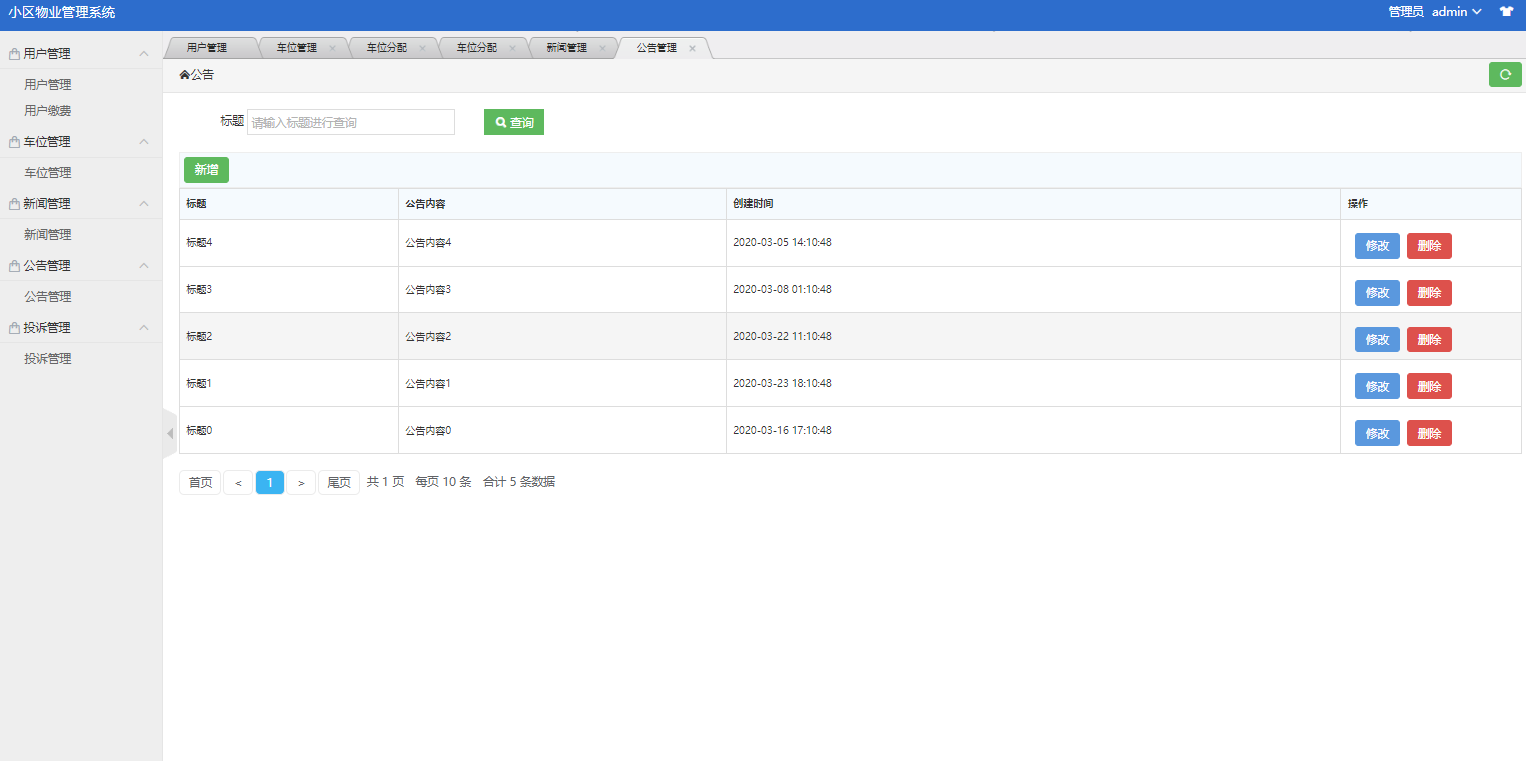 小区物业管理系统
管理员 admin
用户管理
用户管理
用户缴费
车位管理
车位管理
新闻管理
新闻管理
公告管理
公告管理
投诉管理
投诉管理
用户管理 车位管理 × 车位分配 × 车位分配 × 新闻管理 × 公告管理 ×
公告
标题 请输入标题进行查询 查询
新增
标题 公告内容 创建时间 操作
标题4 公告内容4 2020-03-05 14:10:48 修改 删除
标题3 公告内容3 2020-03-08 01:10:48 修改 删除
标题2 公告内容2 2020-03-22 11:10:48 修改 删除
标题1 公告内容1 2020-03-23 18:10:48 修改 删除
标题0 公告内容0 2020-03-16 17:10:48 修改 删除
首页 < 1 > 尾页 共 1 页 每页 10 条 合计 5 条数据